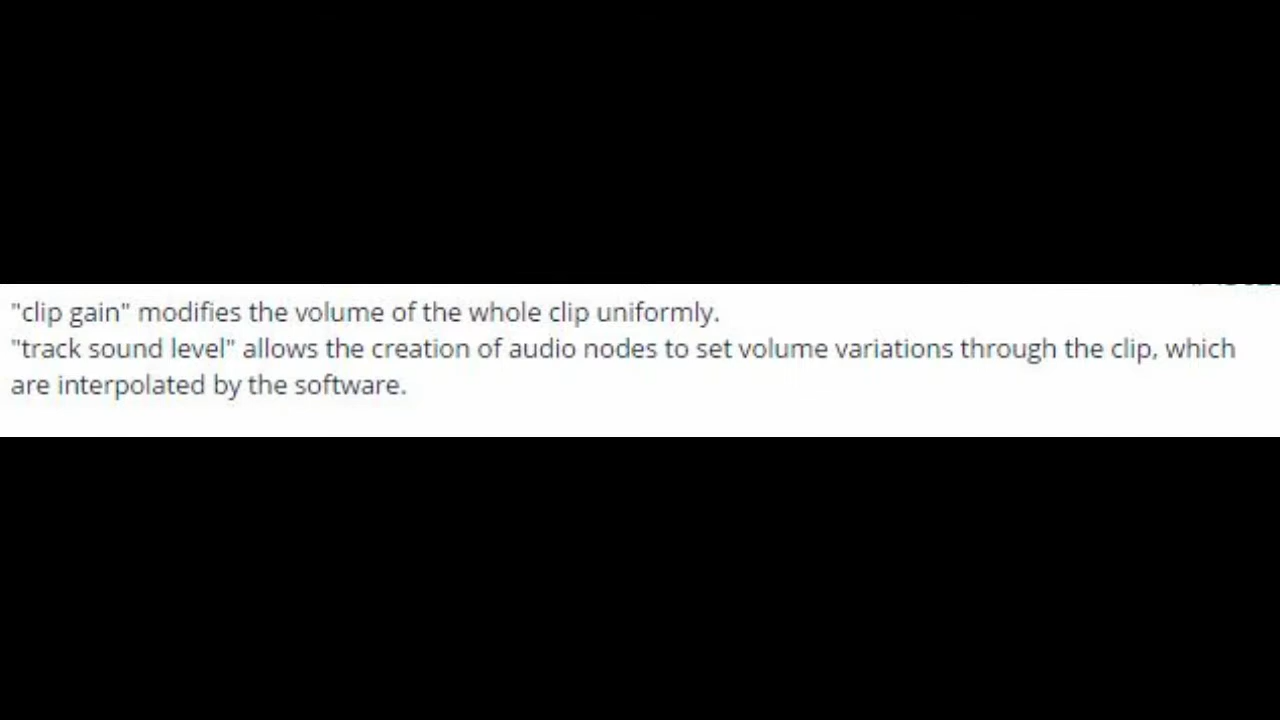 "clip gain" modifies the volume of the whole clip uniformly.
"track sound level" allows the creation of audio nodes to set volume variations through the clip, which
are interpolated by the software.